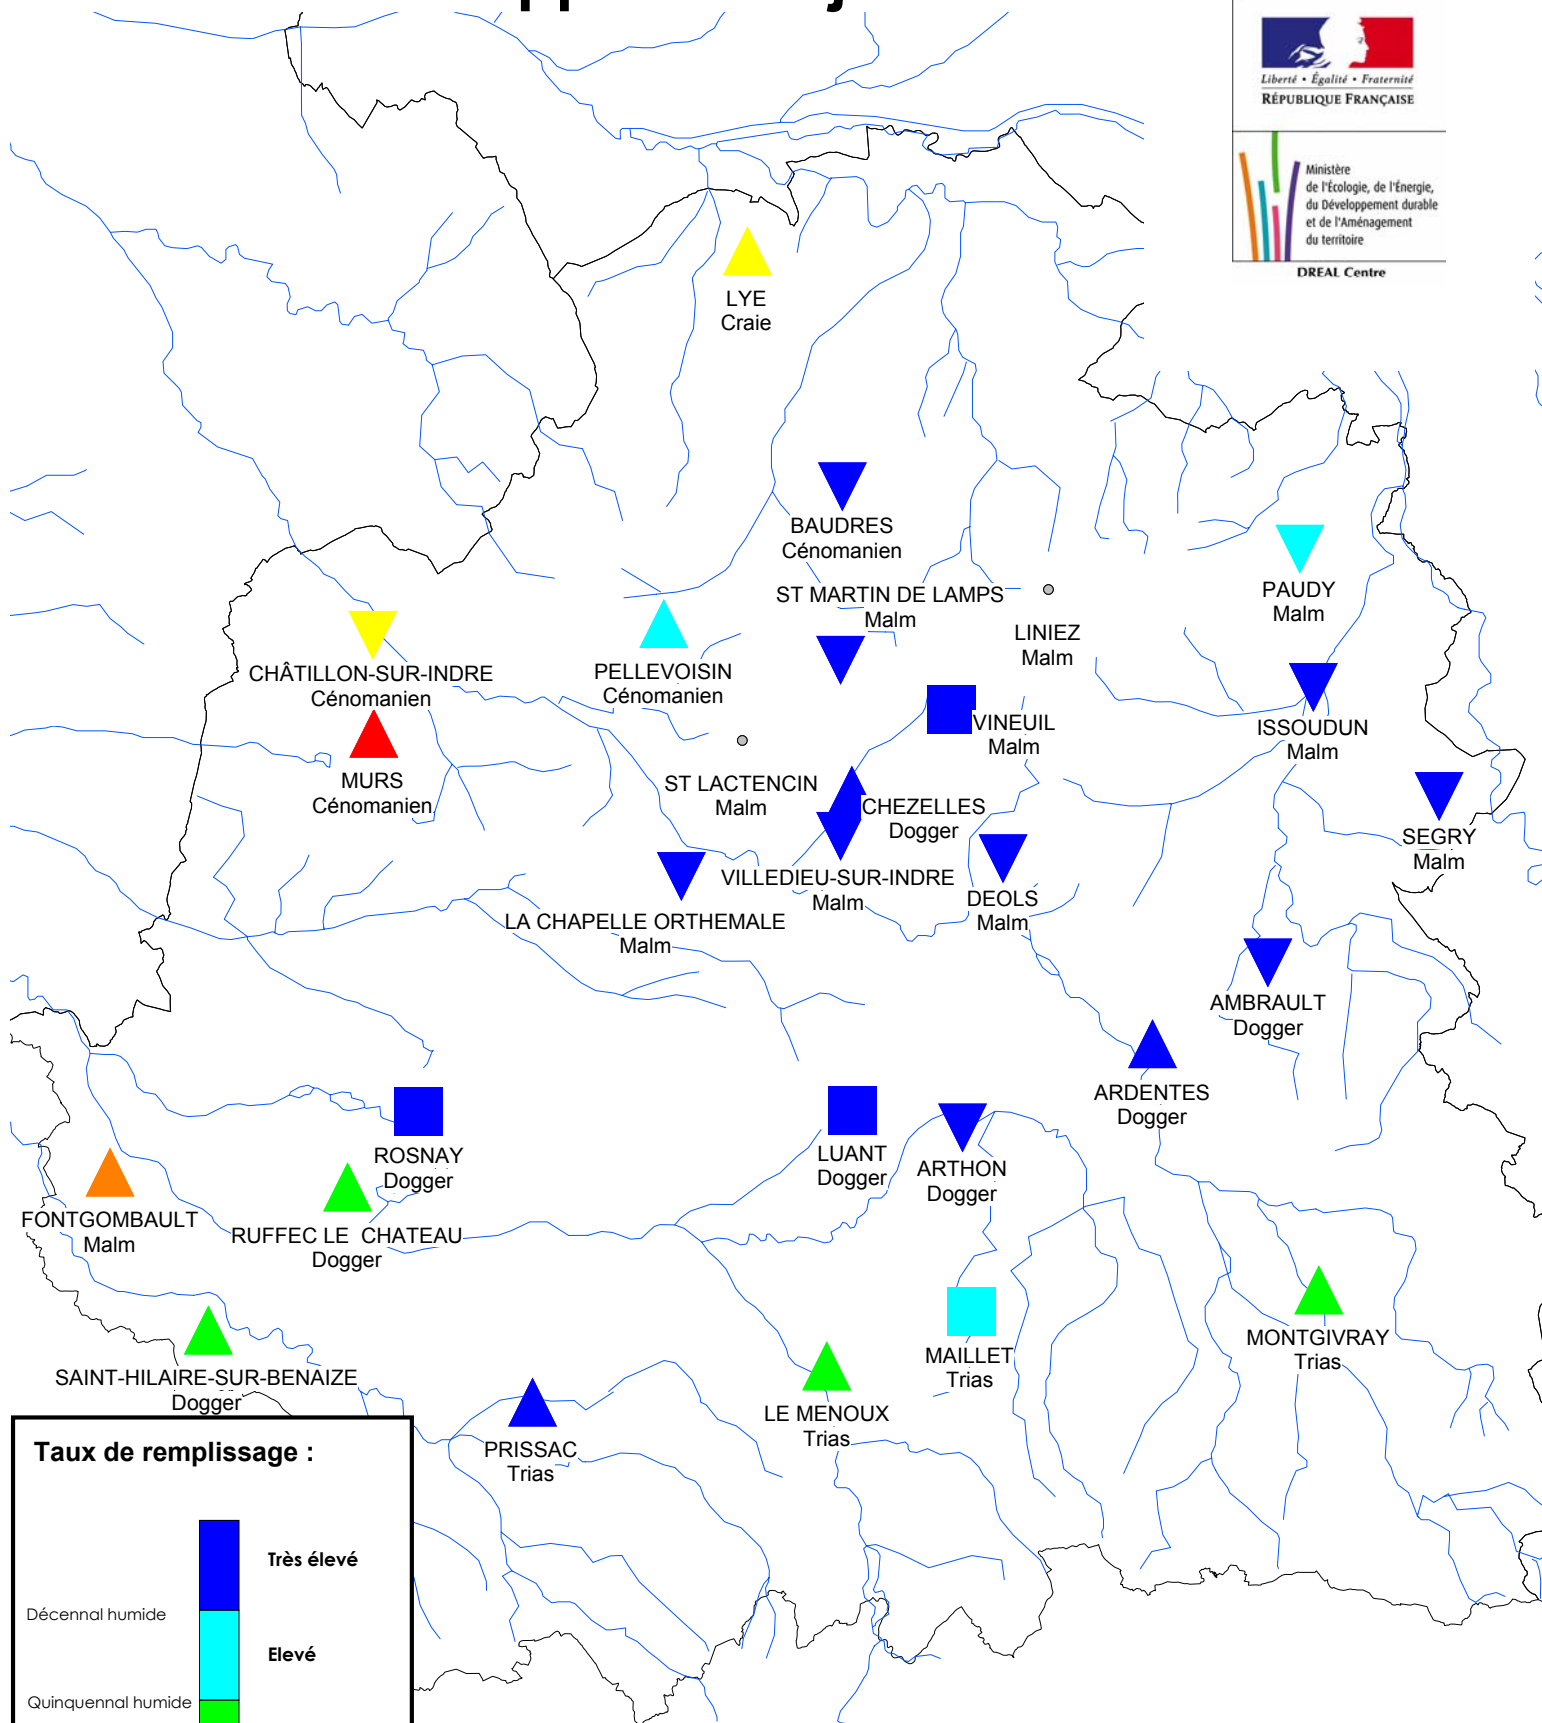 Liberté • Égalité • Fraternité
RÉPUBLIQUE FRANÇAISE
Ministère
de l'Écologie, de l'Énergie,
du Développement durable
et de l'Aménagement
du territoire
DREAL Centre
LYE
Craie
BAUDRES
Cénomanien
ST MARTIN DE LAMPS
Malm
LINIEZ
Malm
PAUDY
Malm
CHÂTILLON-SUR-INDRE
Cénomanien
PELLEVOISIN
Cénomanien
VINEUIL
Malm
ISSOUDUN
Malm
MURS
Cénomanien
ST LACTENCIN
Malm
CHEZELLES
Dogger
SEGRY
Malm
VILLEDIEU-SUR-INDRE
Malm
DEOLS
Malm
LA CHAPELLE ORTHEMALE
Malm
AMBRAULT
Dogger
ARDENTES
Dogger
ROSNAY
Dogger
LUANT
Dogger
ARTHON
Dogger
FONTGOMBAULT
Malm
RUFFEC LE  CHATEAU
Dogger
MONTGIVRAY
Trias
MAILLET
Trias
SAINT-HILAIRE-SUR-BENAIZE
Dogger
LE MENOUX
Trias
PRISSAC
Trias
Taux de remplissage :
Très élevé
Décennal humide
Elevé
Quinquennal humide